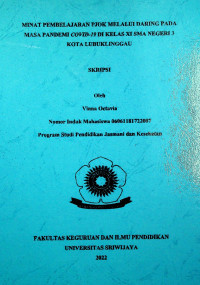 MINAT PEMBELAJARAN PJOK MELALUI DARING PADA
MASA PANDEMI COVID-19 DI KELAS XI SMA NEGERI 3
KOTA LUBUKLINGGAU
SKRIPSI
Oleh
Visma Octavia
Nomor Induk Mahasiswa 06061181722007
Program Studi Pendidikan Jasmani dan Kesehatan
FAKULTAS KEGURUAN DAN ILMU PENDIDIKAN
UNIVERSITAS SRIWIJAYA
2022